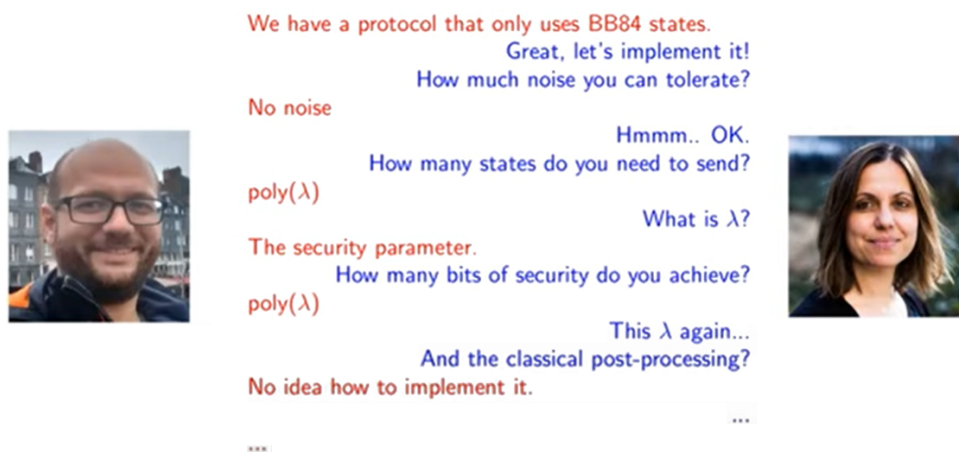 We have a protocol that only uses BB84 states.
Great, let's implement it!
How much noise you can tolerate?
No noise
Hmmm.. OK.
How many states do you need to send?
poly(λ)
What is λ?
The security parameter.
How many bits of security do you achieve?
poly(λ)
This λ again...
And the classical post-processing?
No idea how to implement it.
...
...